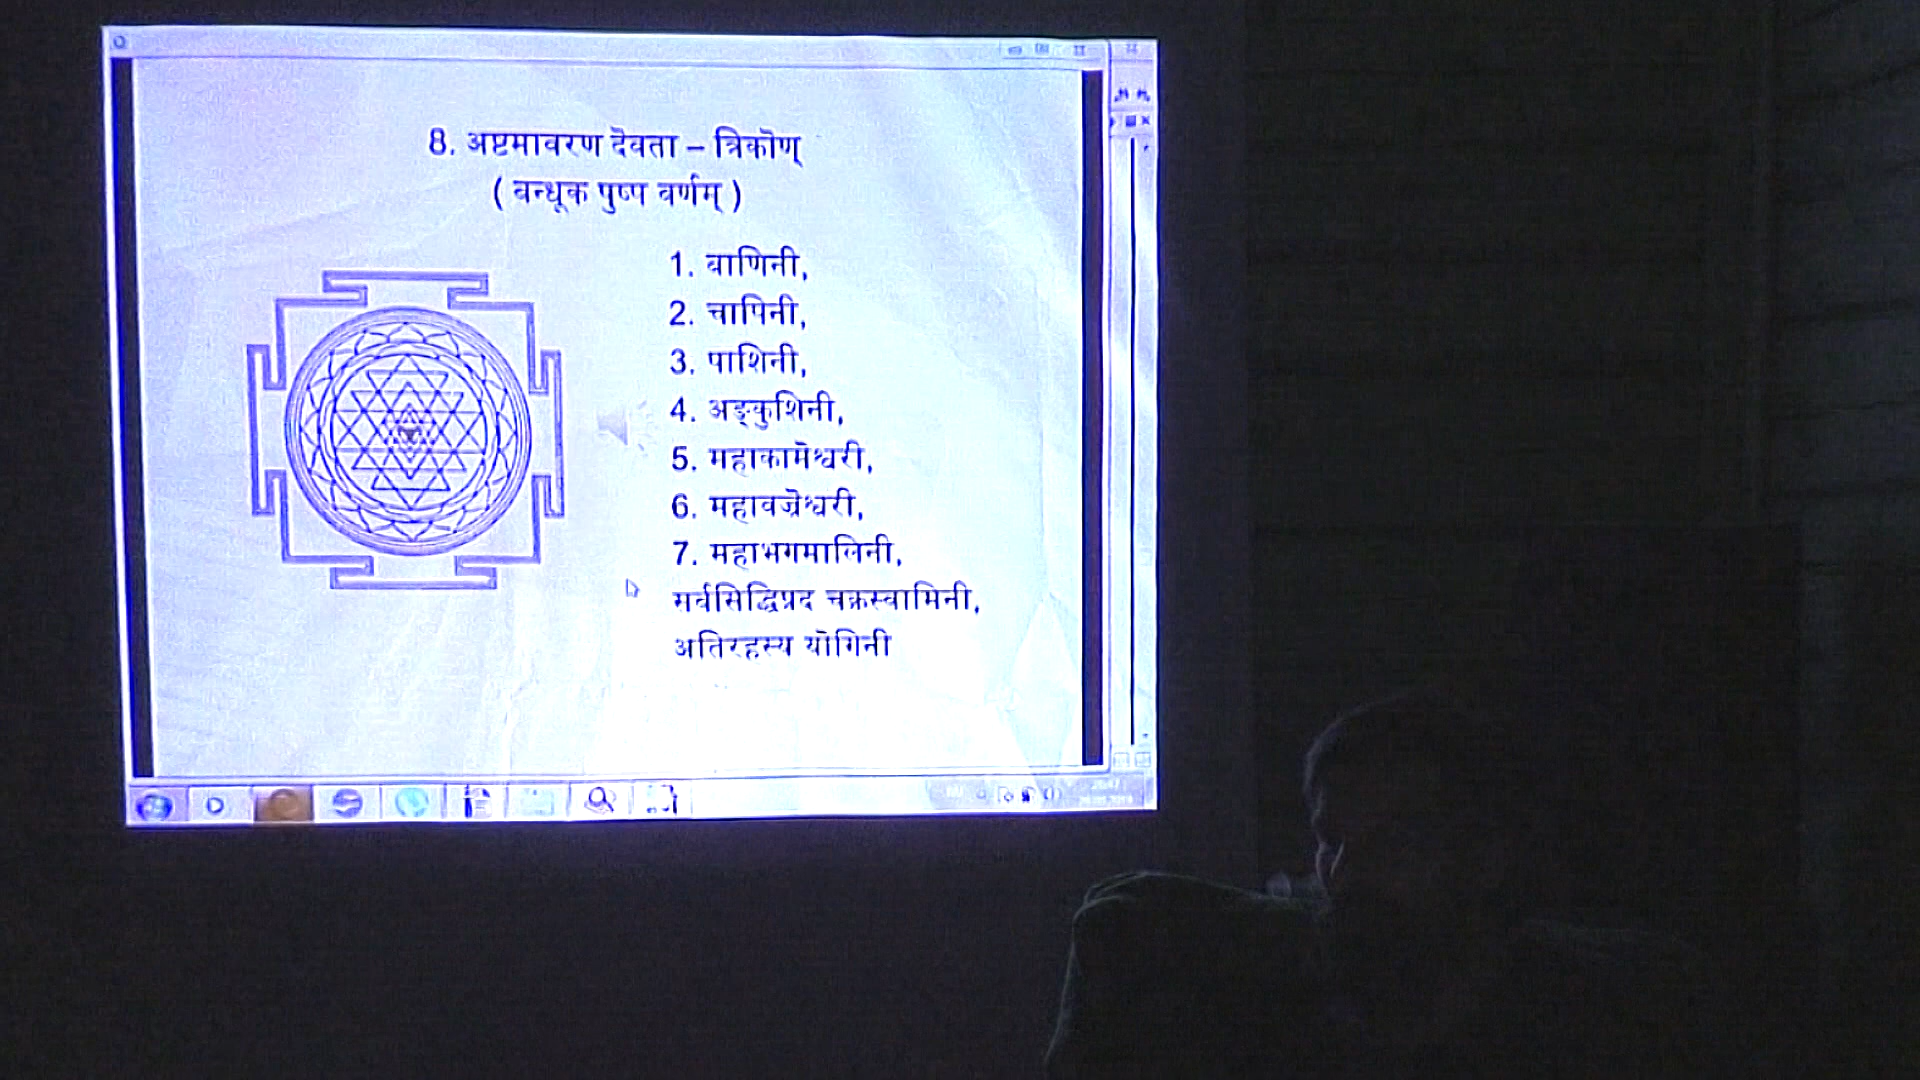 8. अष्टमावरण देवता – त्रिकोण्
( वन्धूक पुष्प वर्णम् )
1. बाणिनी,
2. चापिनी,
3. पाशिनी,
4. अङ्कुशिनी,
5. महाकामेश्वरी,
6. महावज्रेश्वरी,
7. महाभगमालिनी,
सर्वसिद्धिप्रद चक्रस्वामिनी,
अतिरहस्य योगिनी